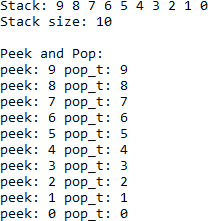 Stack: 9 8 7 6 5 4 3 2 1 0
Stack size: 10

Peek and Pop:
peek: 9 pop_t: 9
peek: 8 pop_t: 8
peek: 7 pop_t: 7
peek: 6 pop_t: 6
peek: 5 pop_t: 5
peek: 4 pop_t: 4
peek: 3 pop_t: 3
peek: 2 pop_t: 2
peek: 1 pop_t: 1
peek: 0 pop_t: 0